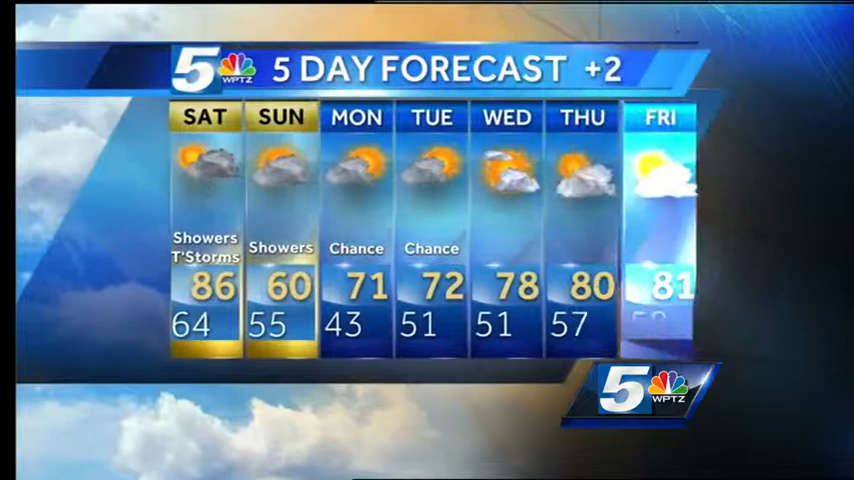 5 WPTZ 5 DAY FORECAST +2
SAT SUN MON TUE WED THU FRI
Showers T'Storms Showers Chance Chance
86 60 71 72 78 80 81
64 55 43 51 51 57
5 WPTZ